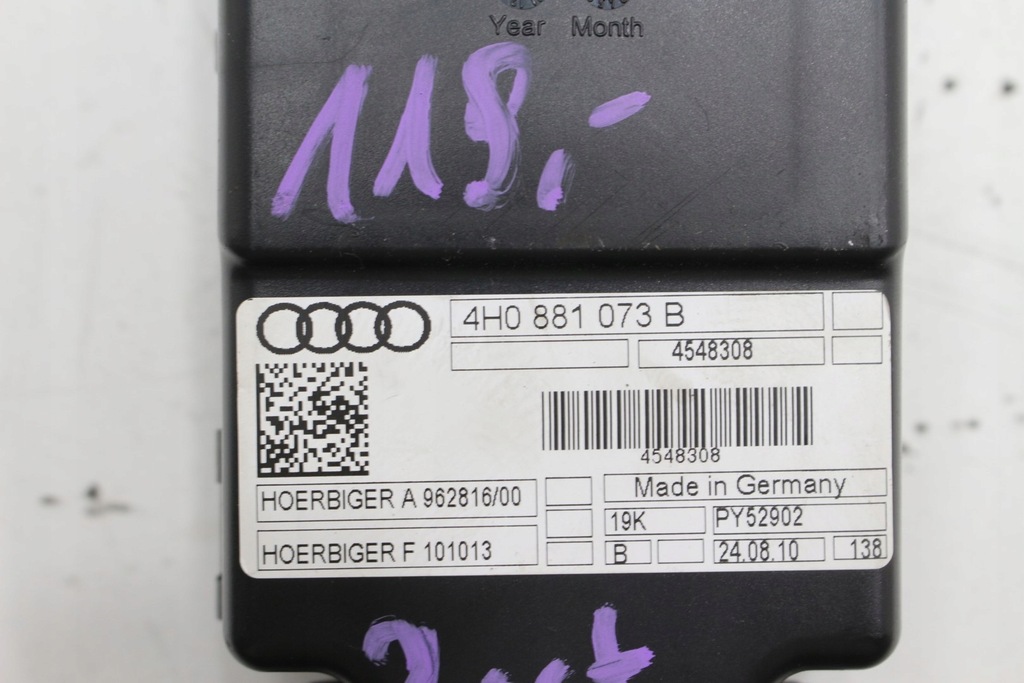 Year Month
119,-
4H0 881 073 B
4548308
4548308
HOERBIGER A 962816/00
Made in Germany
19K PY52902
HOERBIGER F 101013
B 24.08.10 138